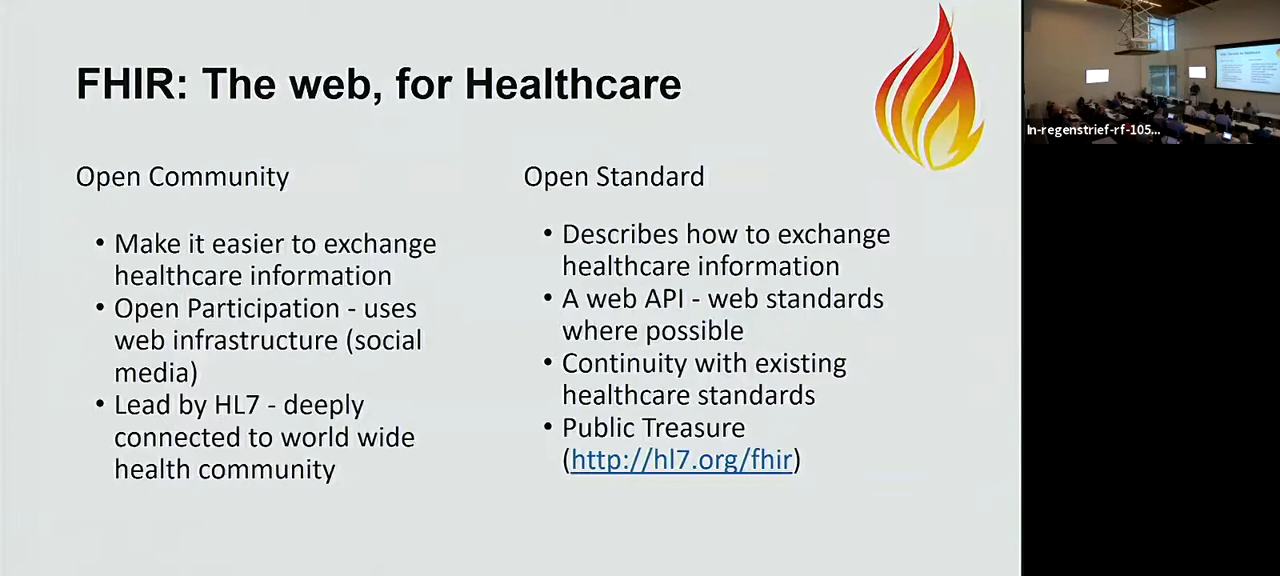 FHIR: The web, for Healthcare
Open Community
• Make it easier to exchange
healthcare information
• Open Participation - uses
web infrastructure (social
media)
• Lead by HL7 - deeply
connected to world wide
health community
Open Standard
• Describes how to exchange
healthcare information
• A web API - web standards
where possible
• Continuity with existing
healthcare standards
• Public Treasure
(http://hl7.org/fhir)
In-regenstrief-rf-105...